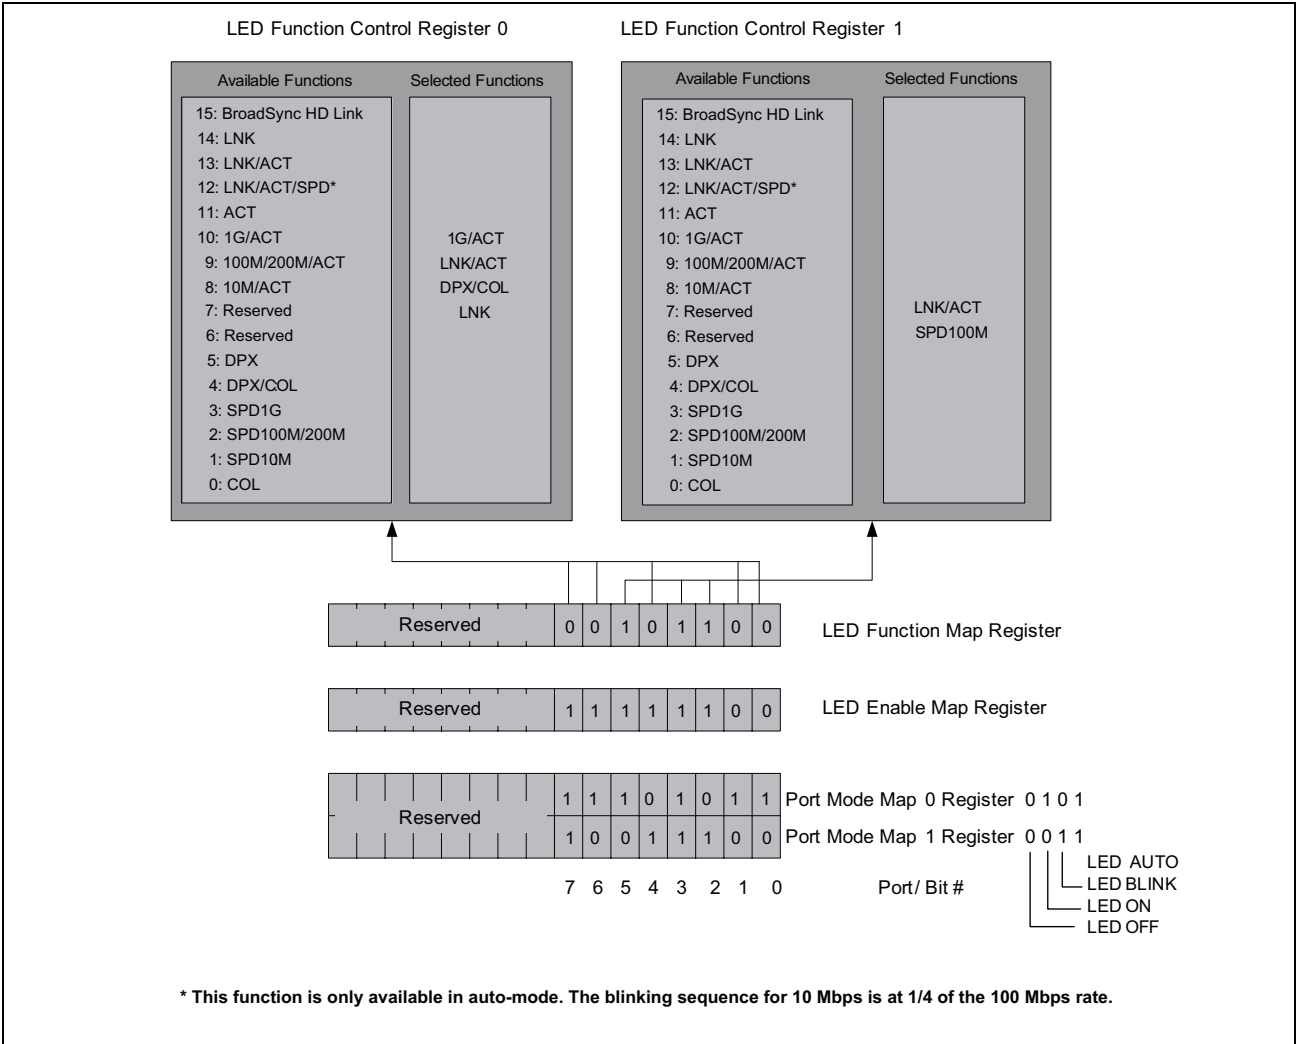 LED Function Control Register 0
LED Function Control Register 1
Available Functions
Selected Functions
15: BroadSync HD Link
14: LNK
13: LNK/ACT
12: LNK/ACT/SPD*
11: ACT
10: 1G/ACT
9: 100M/200M/ACT
8: 10M/ACT
7: Reserved
6: Reserved
5: DPX
4: DPX/COL
3: SPD1G
2: SPD100M/200M
1: SPD10M
0: COL
1G/ACT
LNK/ACT
DPX/COL
LNK
Available Functions
Selected Functions
15: BroadSync HD Link
14: LNK
13: LNK/ACT
12: LNK/ACT/SPD*
11: ACT
10: 1G/ACT
9: 100M/200M/ACT
8: 10M/ACT
7: Reserved
6: Reserved
5: DPX
4: DPX/COL
3: SPD1G
2: SPD100M/200M
1: SPD10M
0: COL
LNK/ACT
SPD100M
Reserved 0 0 1 0 1 1 0 0 LED Function Map Register
Reserved 1 1 1 1 1 1 0 0 LED Enable Map Register
Reserved
1 1 1 0 1 0 1 1 Port Mode Map 0 Register 0 1 0 1
1 0 0 1 1 1 0 0 Port Mode Map 1 Register 0 0 1 1
LED AUTO
7 6 5 4 3 2 1 0 Port/ Bit # LED BLINK
LED ON
LED OFF
* This function is only available in auto-mode. The blinking sequence for 10 Mbps is at 1/4 of the 100 Mbps rate.